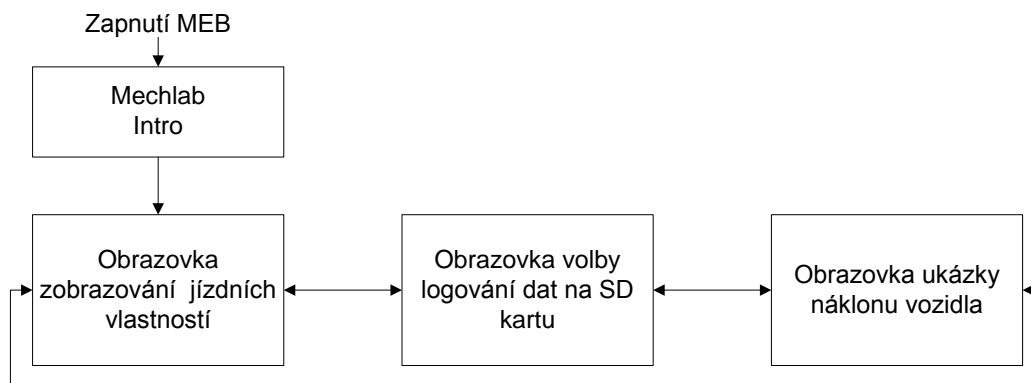 Zapnutí MEB
Mechlab
Intro
Obrazovka
zobrazování jízdních
vlastností
Obrazovka volby
logování dat na SD
kartu
Obrazovka ukázky
náklonu vozidla